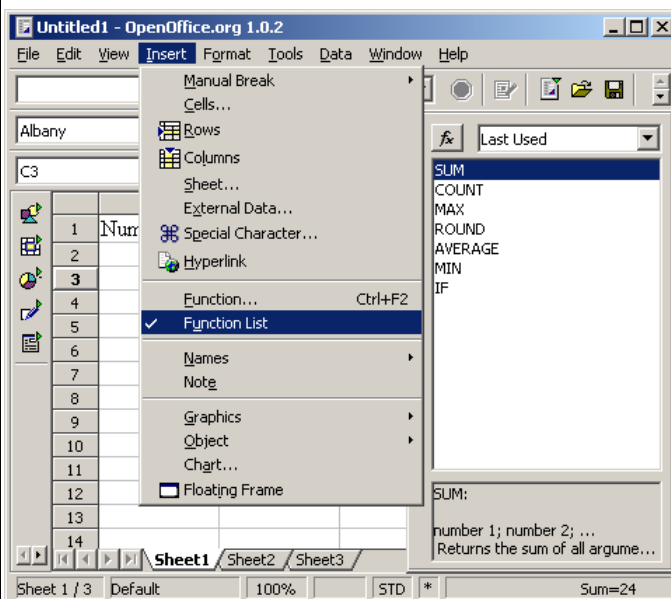 Untitled1 - OpenOffice.org 1.0.2
File Edit View Insert Format Tools Data Window Help
Manual Break
Cells...
Rows
Columns
Sheet...
External Data...
Special Character...
Hyperlink
Function... Ctrl+F2
Function List
Names
Note
Graphics
Object
Chart...
Floating Frame
Albany
C3
1 Num
2
3
4
5
6
7
8
9
10
11
12
13
14
fx Last Used
SUM
COUNT
MAX
ROUND
AVERAGE
MIN
IF
SUM:
number 1; number 2; ...
Returns the sum of all argume...
Sheet1 Sheet2 Sheet3
Sheet 1 / 3 Default 100% STD * Sum=24